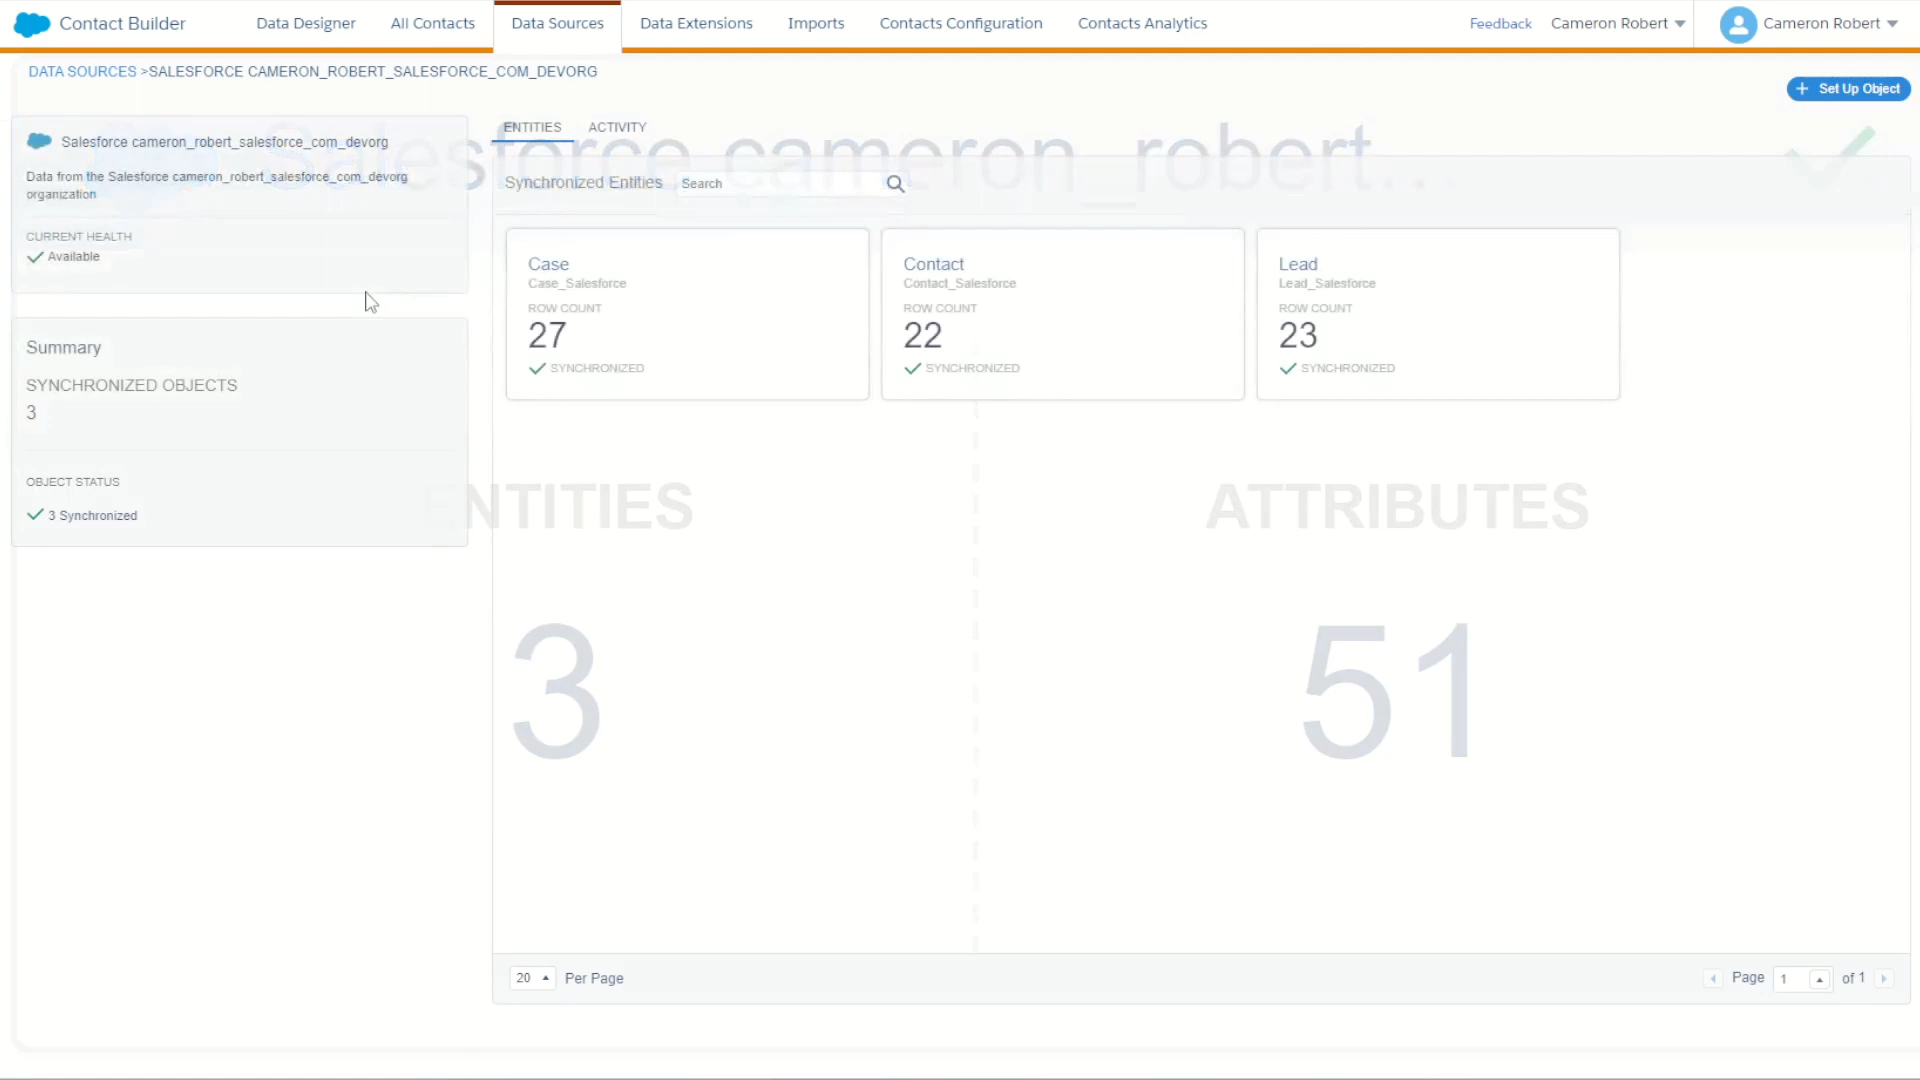 Contact Builder
Data Designer
All Contacts
Data Sources
Data Extensions
Imports
Contacts Configuration
Contacts Analytics
Feedback
Cameron Robert
Cameron Robert
DATA SOURCES >SALESFORCE CAMERON_ROBERT_SALESFORCE_COM_DEVORG
Set Up Object
Salesforce cameron_robert_salesforce_com_devorg
Data from the Salesforce cameron_robert_salesforce_com_devorg
organization
CURRENT HEALTH
Available
Summary
SYNCHRONIZED OBJECTS
3
OBJECT STATUS
3 Synchronized
ENTITIES
ACTIVITY
Salesforce cameron_robert...
Synchronized Entities
Search
Case
Case_Salesforce
ROW COUNT
27
SYNCHRONIZED
Contact
Contact_Salesforce
ROW COUNT
22
SYNCHRONIZED
Lead
Lead_Salesforce
ROW COUNT
23
SYNCHRONIZED
ENTITIES
3
ATTRIBUTES
51
20
Per Page
Page
1
of 1